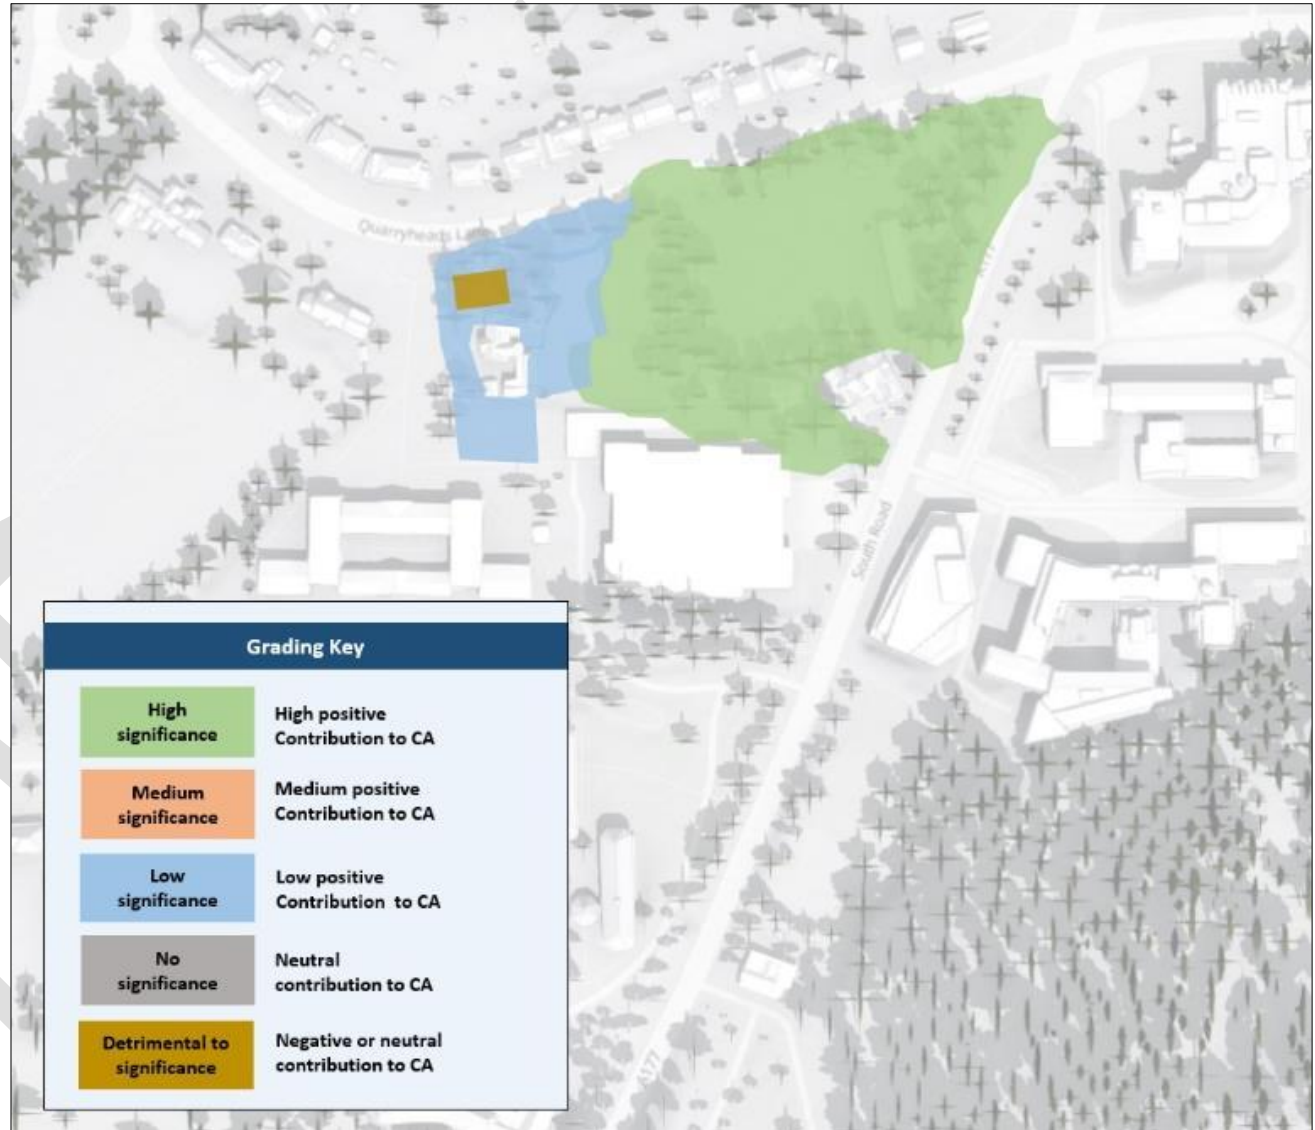 Quarryheads Lane
A177
South Road
A177
Grading Key
High
significance
High positive
Contribution to CA
Medium
significance
Medium positive
Contribution to CA
Low
significance
Low positive
Contribution to CA
No
significance
Neutral
contribution to CA
Detrimental to
significance
Negative or neutral
contribution to CA